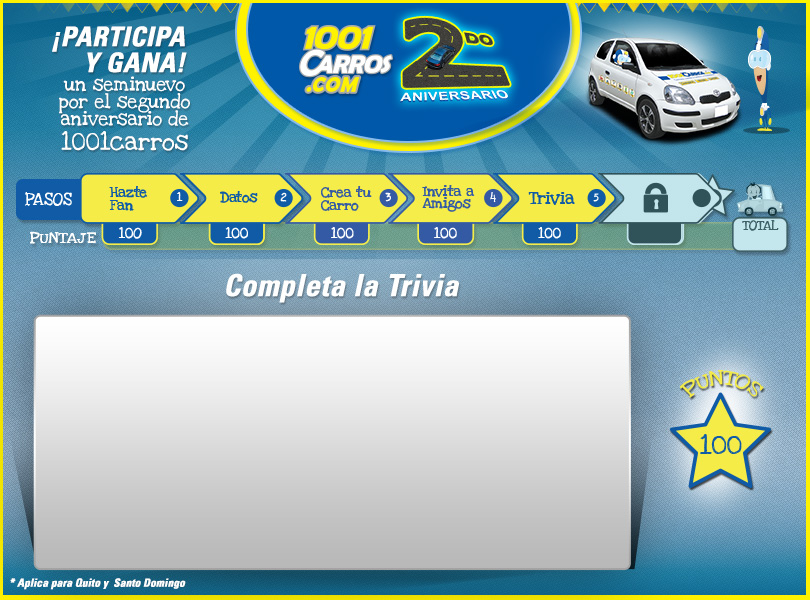 ¡PARTICIPA
Y GANA!
un seminuevo
por el segundo
aniversario de
1001carros
1001
CARROS
.COM
2DO
ANIVERSARIO
PASOS
Hazte
Fan
1
Datos
2
Crea tu
Carro
3
Invita a
Amigos
4
Trivia
5
PUNTAJE
100
100
100
100
100
TOTAL
Completa la Trivia
PUNTOS
100
* Aplica para Quito y Santo Domingo